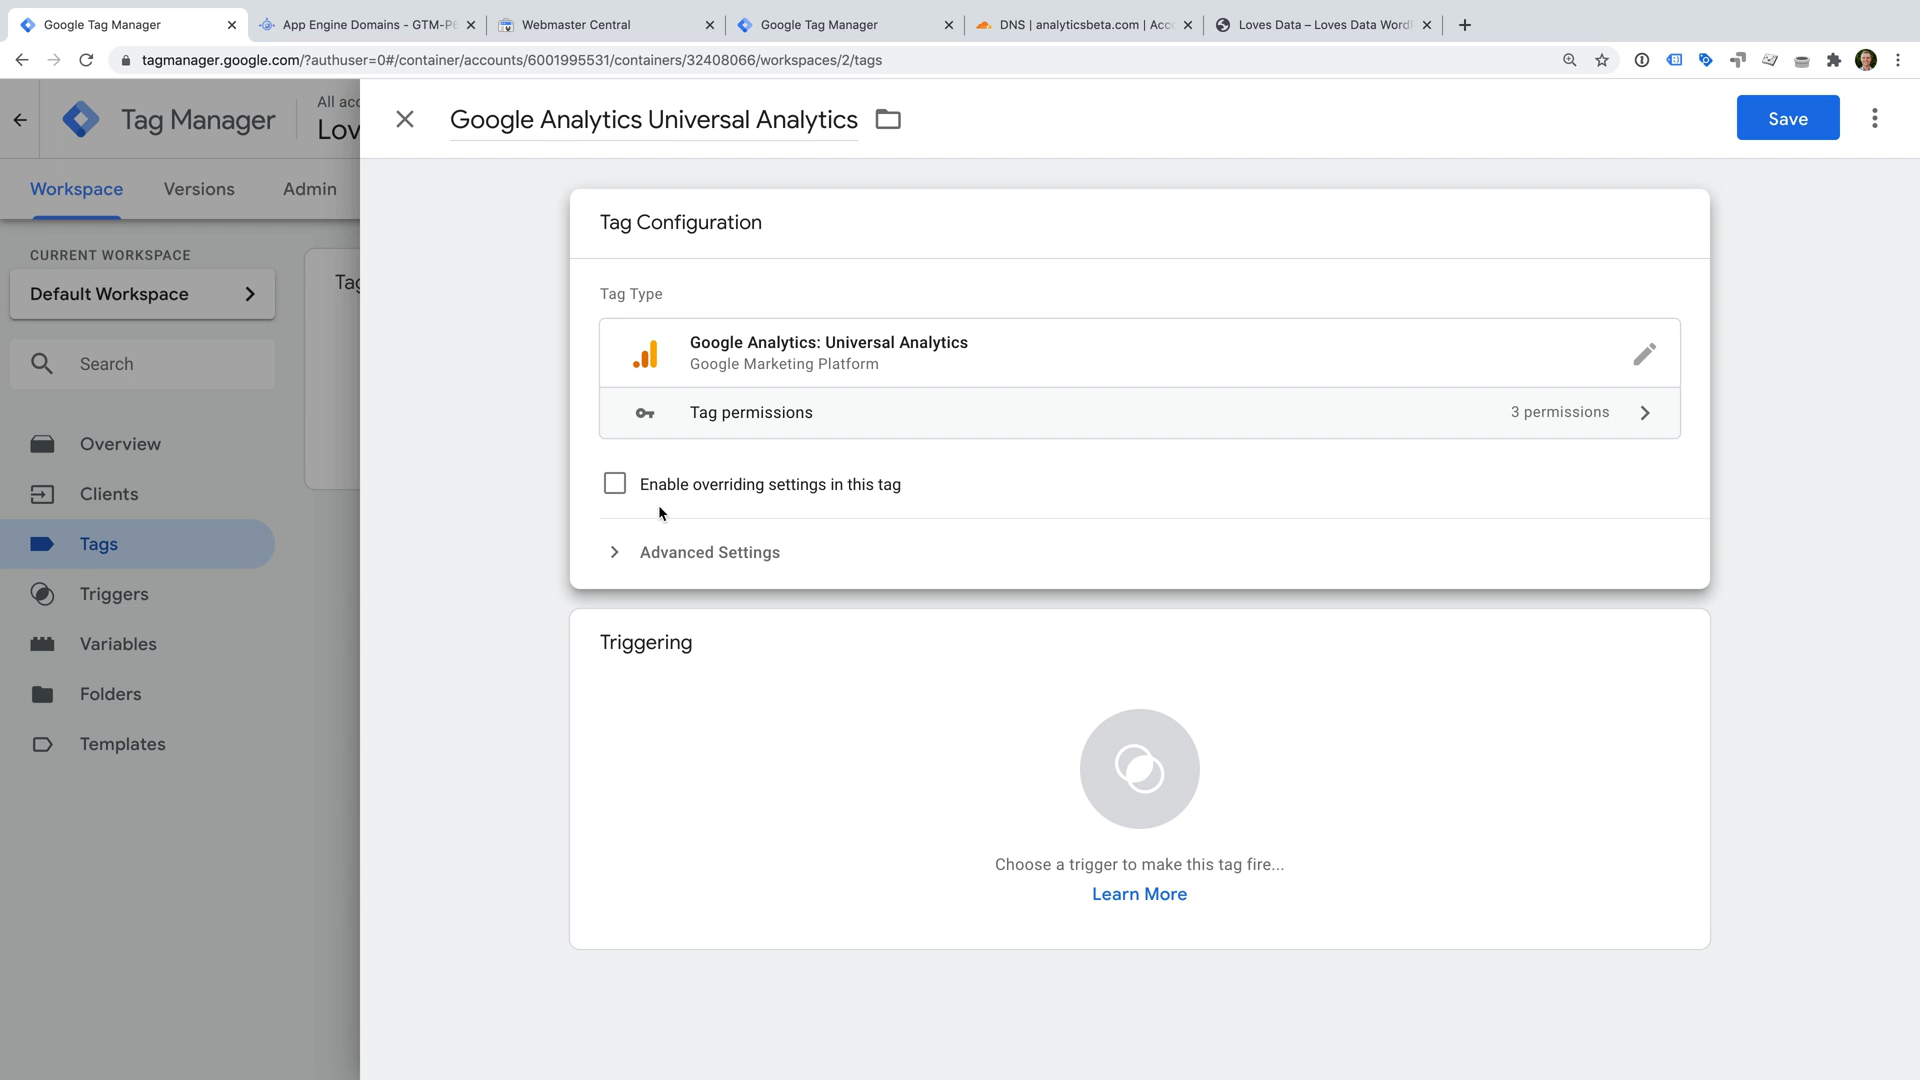 Google Tag Manager
App Engine Domains - GTM-P6
Webmaster Central
Google Tag Manager
DNS | analyticsbeta.com | Acc
Loves Data – Loves Data Word
tagmanager.google.com/?authuser=0#/container/accounts/6001995531/containers/32408066/workspaces/2/tags
Tag Manager
All acc
Lov
Google Analytics Universal Analytics
Save
Workspace
Versions
Admin
CURRENT WORKSPACE
Default Workspace
Search
Overview
Clients
Tags
Triggers
Variables
Folders
Templates
Tag
Tag Configuration
Tag Type
Google Analytics: Universal Analytics
Google Marketing Platform
Tag permissions
3 permissions
Enable overriding settings in this tag
Advanced Settings
Triggering
Choose a trigger to make this tag fire...
Learn More